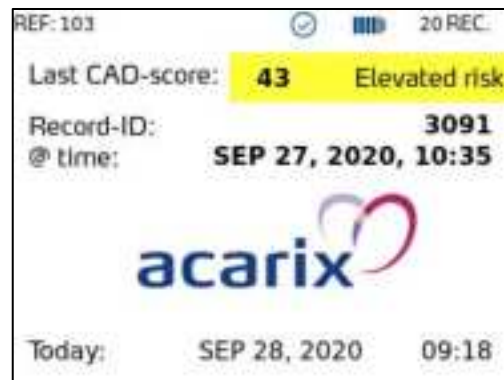 REF: 103 20 REC.
Last CAD-score: 43 Elevated risk
Record-ID: 3091
@ time: SEP 27, 2020, 10:35
acarix
Today: SEP 28, 2020 09:18